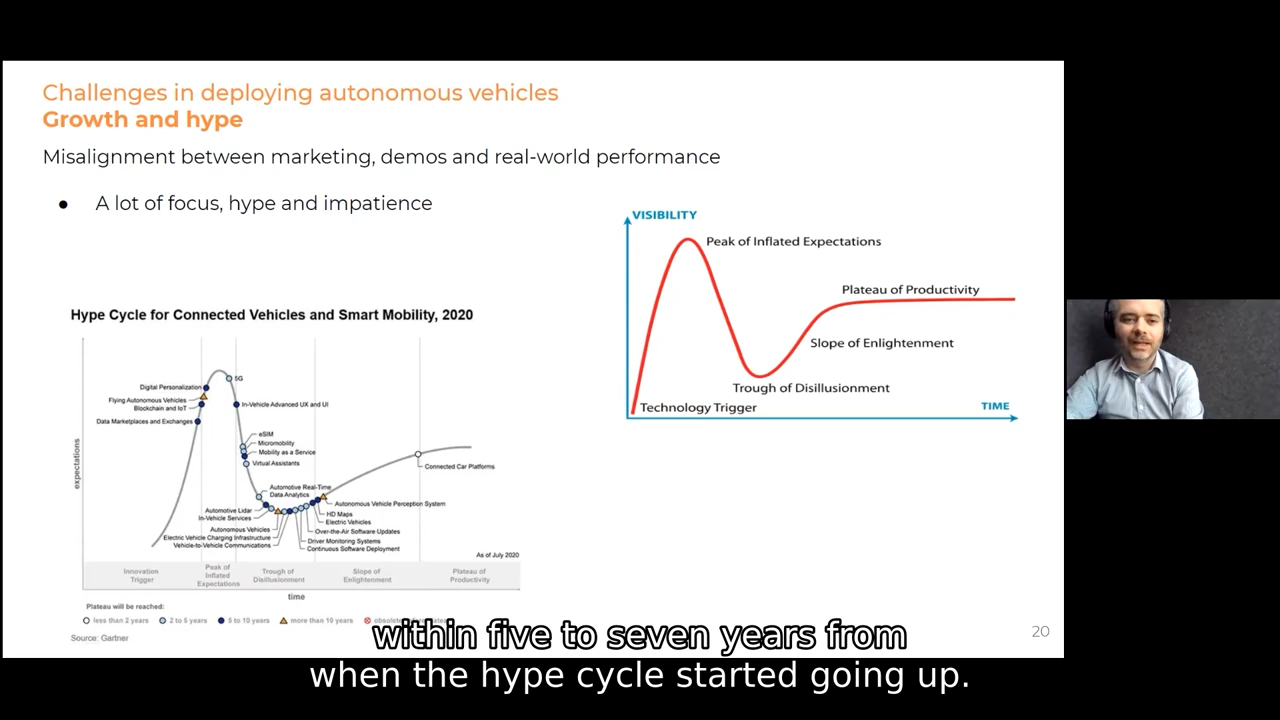 Challenges in deploying autonomous vehicles
Growth and hype
Misalignment between marketing, demos and real-world performance
● A lot of focus, hype and impatience
VISIBILITY
Peak of Inflated Expectations
Plateau of Productivity
Slope of Enlightenment
Trough of Disillusionment
Technology Trigger
TIME
Hype Cycle for Connected Vehicles and Smart Mobility, 2020
expectations
5G
Digital Personalization
Flying Autonomous Vehicles
Blockchain and IoT
In-Vehicle Advanced UX and UI
Data Marketplaces and Exchanges
eSIM
Micromobility
Mobility as a Service
Virtual Assistants
Connected Car Platforms
Automotive Real-Time
Data Analytics
Autonomous Vehicle Perception System
Automotive Lidar
In-Vehicle Services
HD Maps
Electric Vehicles
Autonomous Vehicles
Over-the-Air Software Updates
Electric Vehicle Charging Infrastructure
Driver Monitoring Systems
Vehicle-to-Vehicle Communications
Continuous Software Deployment
As of July 2020
Innovation
Trigger
Peak of
Inflated
Expectations
Trough of
Disillusionment
Slope of
Enlightenment
Plateau of
Productivity
time
Plateau will be reached:
less than 2 years
2 to 5 years
5 to 10 years
more than 10 years
Source: Gartner
20
within five to seven years from
when the hype cycle started going up.